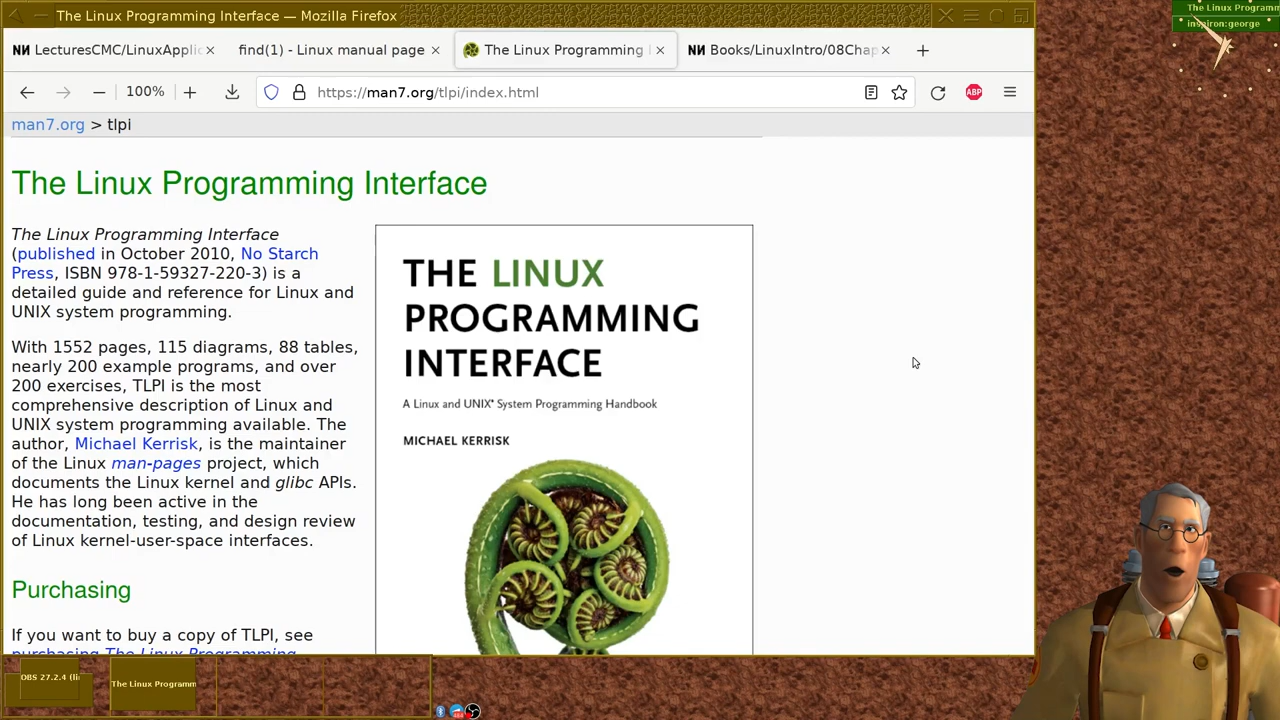 The Linux Programming Interface — Mozilla Firefox
The Linux Programm
inspiron:george
LecturesCMC/LinuxApplic
find(1) - Linux manual page
The Linux Programming I
Books/LinuxIntro/08Chap
100%
https://man7.org/tlpi/index.html
ABP
man7.org > tlpi
The Linux Programming Interface
The Linux Programming Interface
(published in October 2010, No Starch
Press, ISBN 978-1-59327-220-3) is a
detailed guide and reference for Linux and
UNIX system programming.
With 1552 pages, 115 diagrams, 88 tables,
nearly 200 example programs, and over
200 exercises, TLPI is the most
comprehensive description of Linux and
UNIX system programming available. The
author, Michael Kerrisk, is the maintainer
of the Linux man-pages project, which
documents the Linux kernel and glibc APIs.
He has long been active in the
documentation, testing, and design review
of Linux kernel-user-space interfaces.
THE LINUX
PROGRAMMING
INTERFACE
A Linux and UNIX® System Programming Handbook
MICHAEL KERRISK
Purchasing
If you want to buy a copy of TLPI, see
purchasing The Linux Programming
OBS 27.2.4 (li
The Linux Programm